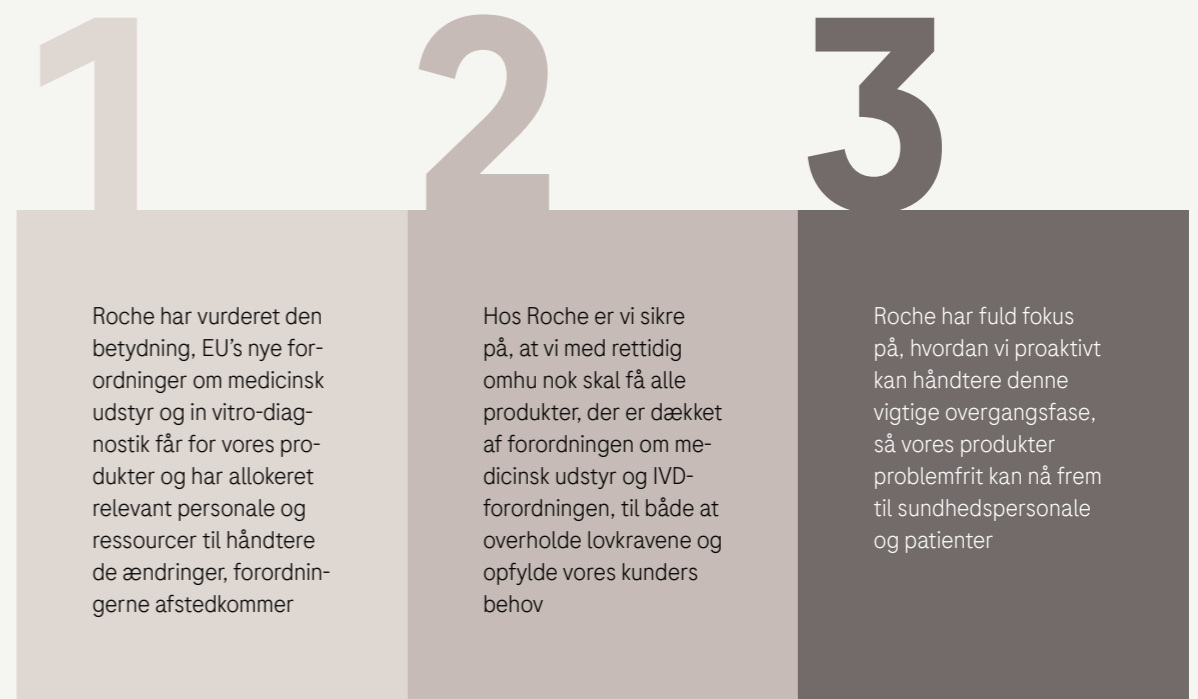 1
Roche har vurderet den
betydning, EU’s nye for-
ordninger om medicinsk
udstyr og in vitro-diag-
nostik får for vores pro-
dukter og har allokeret
relevant personale og
ressourcer til håndtere
de ændringer, forordnin-
gerne afstedkommer
2
Hos Roche er vi sikre
på, at vi med rettidig
omhu nok skal få alle
produkter, der er dækket
af forordningen om me-
dicinsk udstyr og IVD-
forordningen, til både at
overholde lovkravene og
opfylde vores kunders
behov
3
Roche har fuld fokus
på, hvordan vi proaktivt
kan håndtere denne
vigtige overgangsfase,
så vores produkter
problemfrit kan nå frem
til sundhedspersonale
og patienter